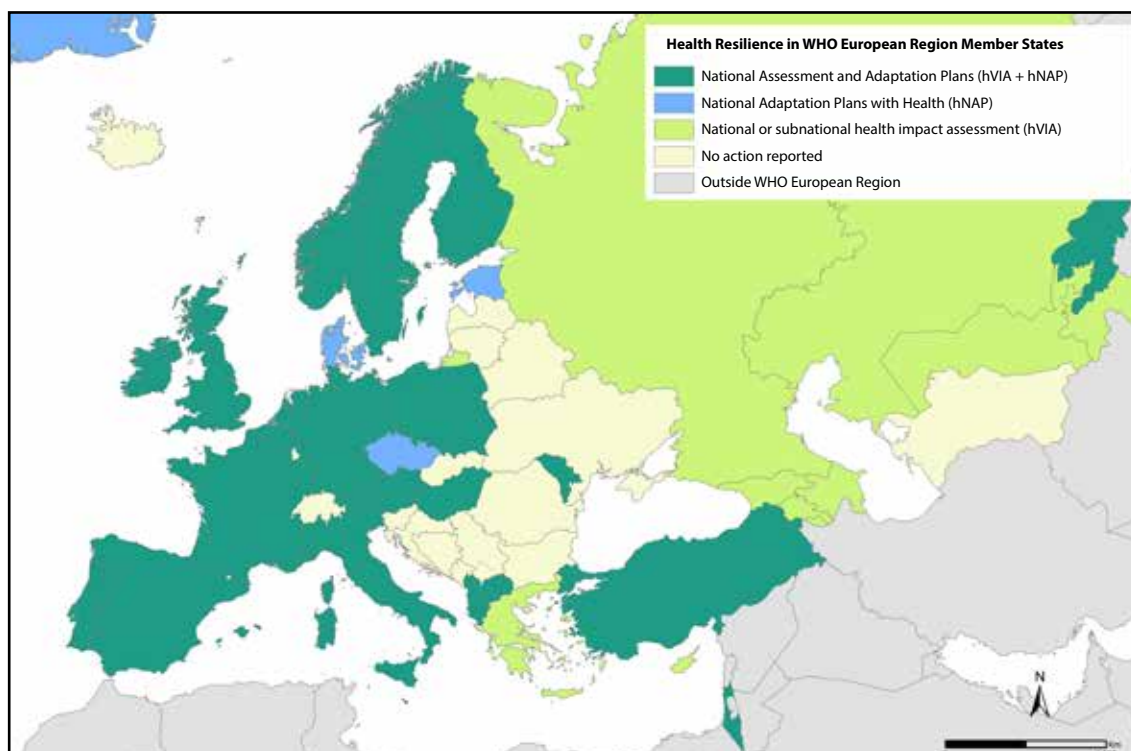 Health Resilience in WHO European Region Member States
National Assessment and Adaptation Plans (hVIA + hNAP)
National Adaptation Plans with Health (hNAP)
National or subnational health impact assessment (hVIA)
No action reported
Outside WHO European Region
N
Km